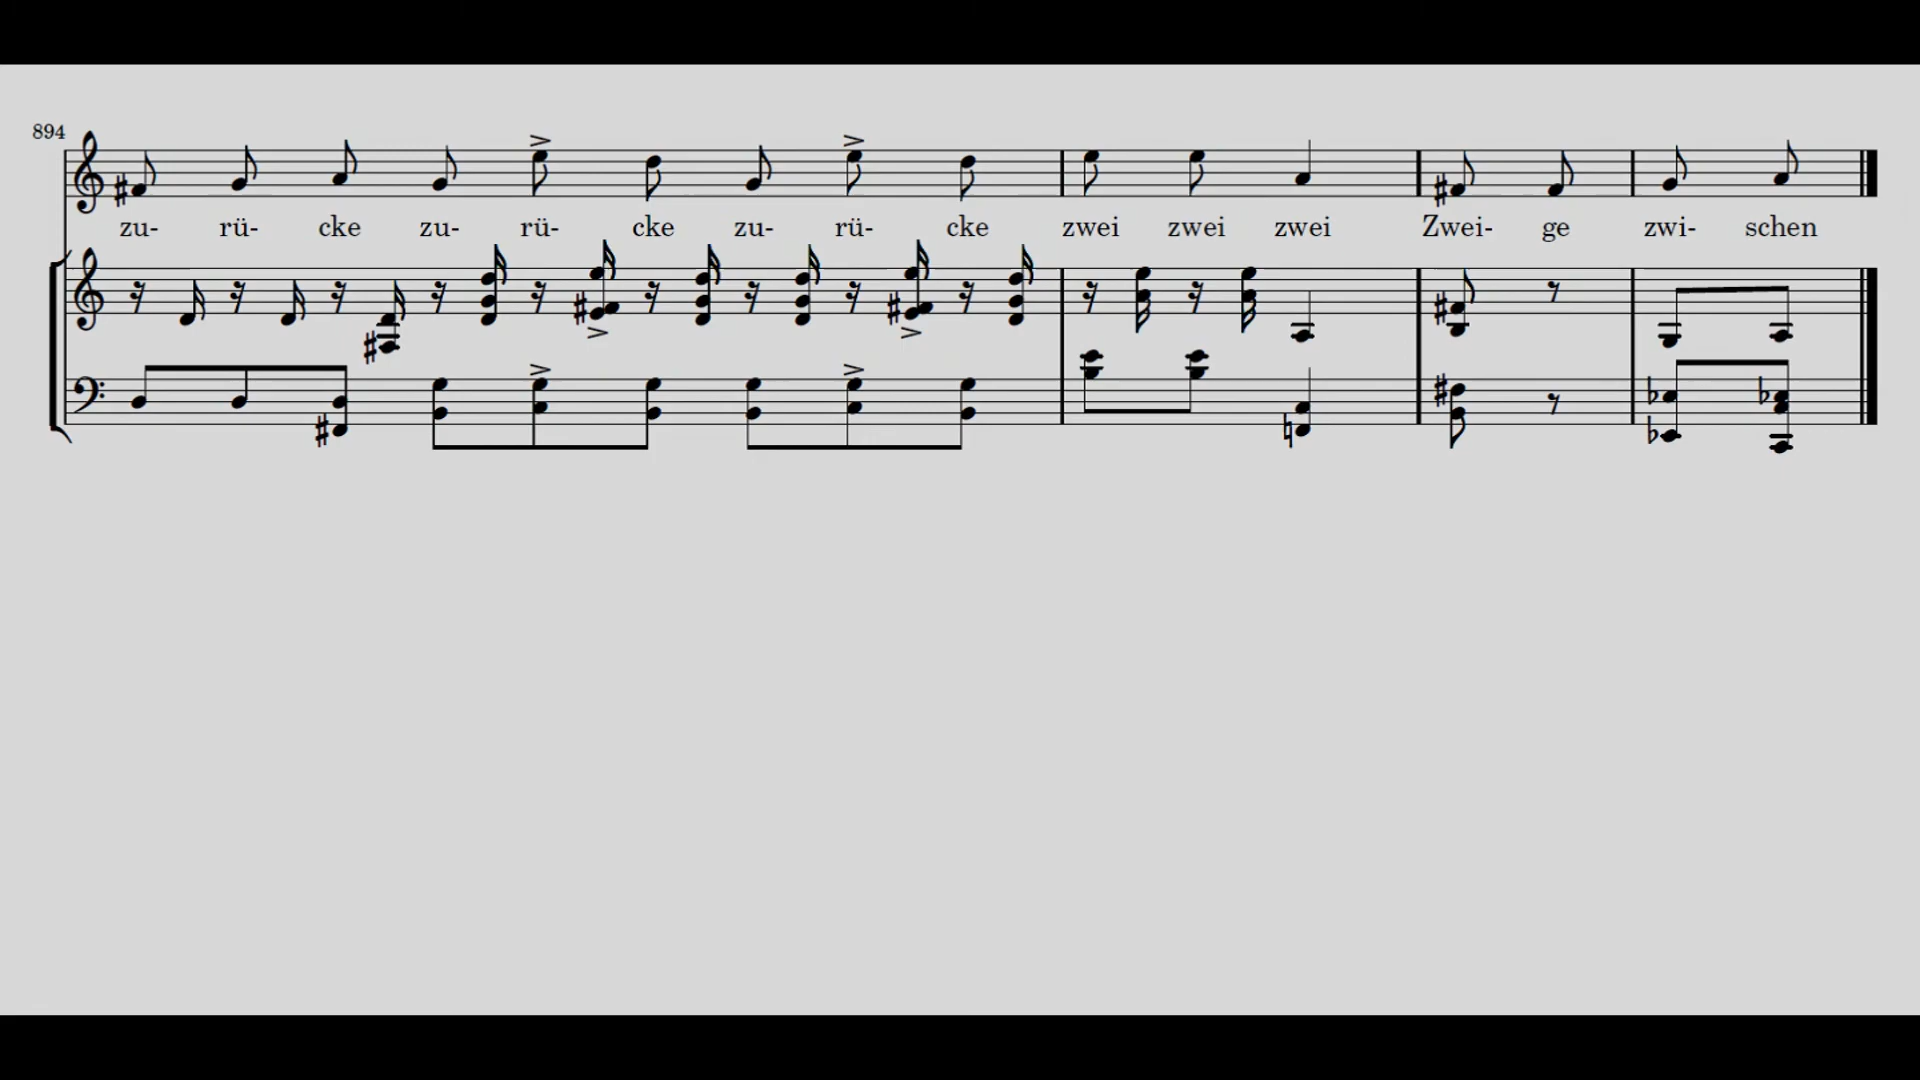 894
zu- rü- cke zu- rü- cke zu- rü- cke zwei zwei zwei Zwei- ge zwi- schen